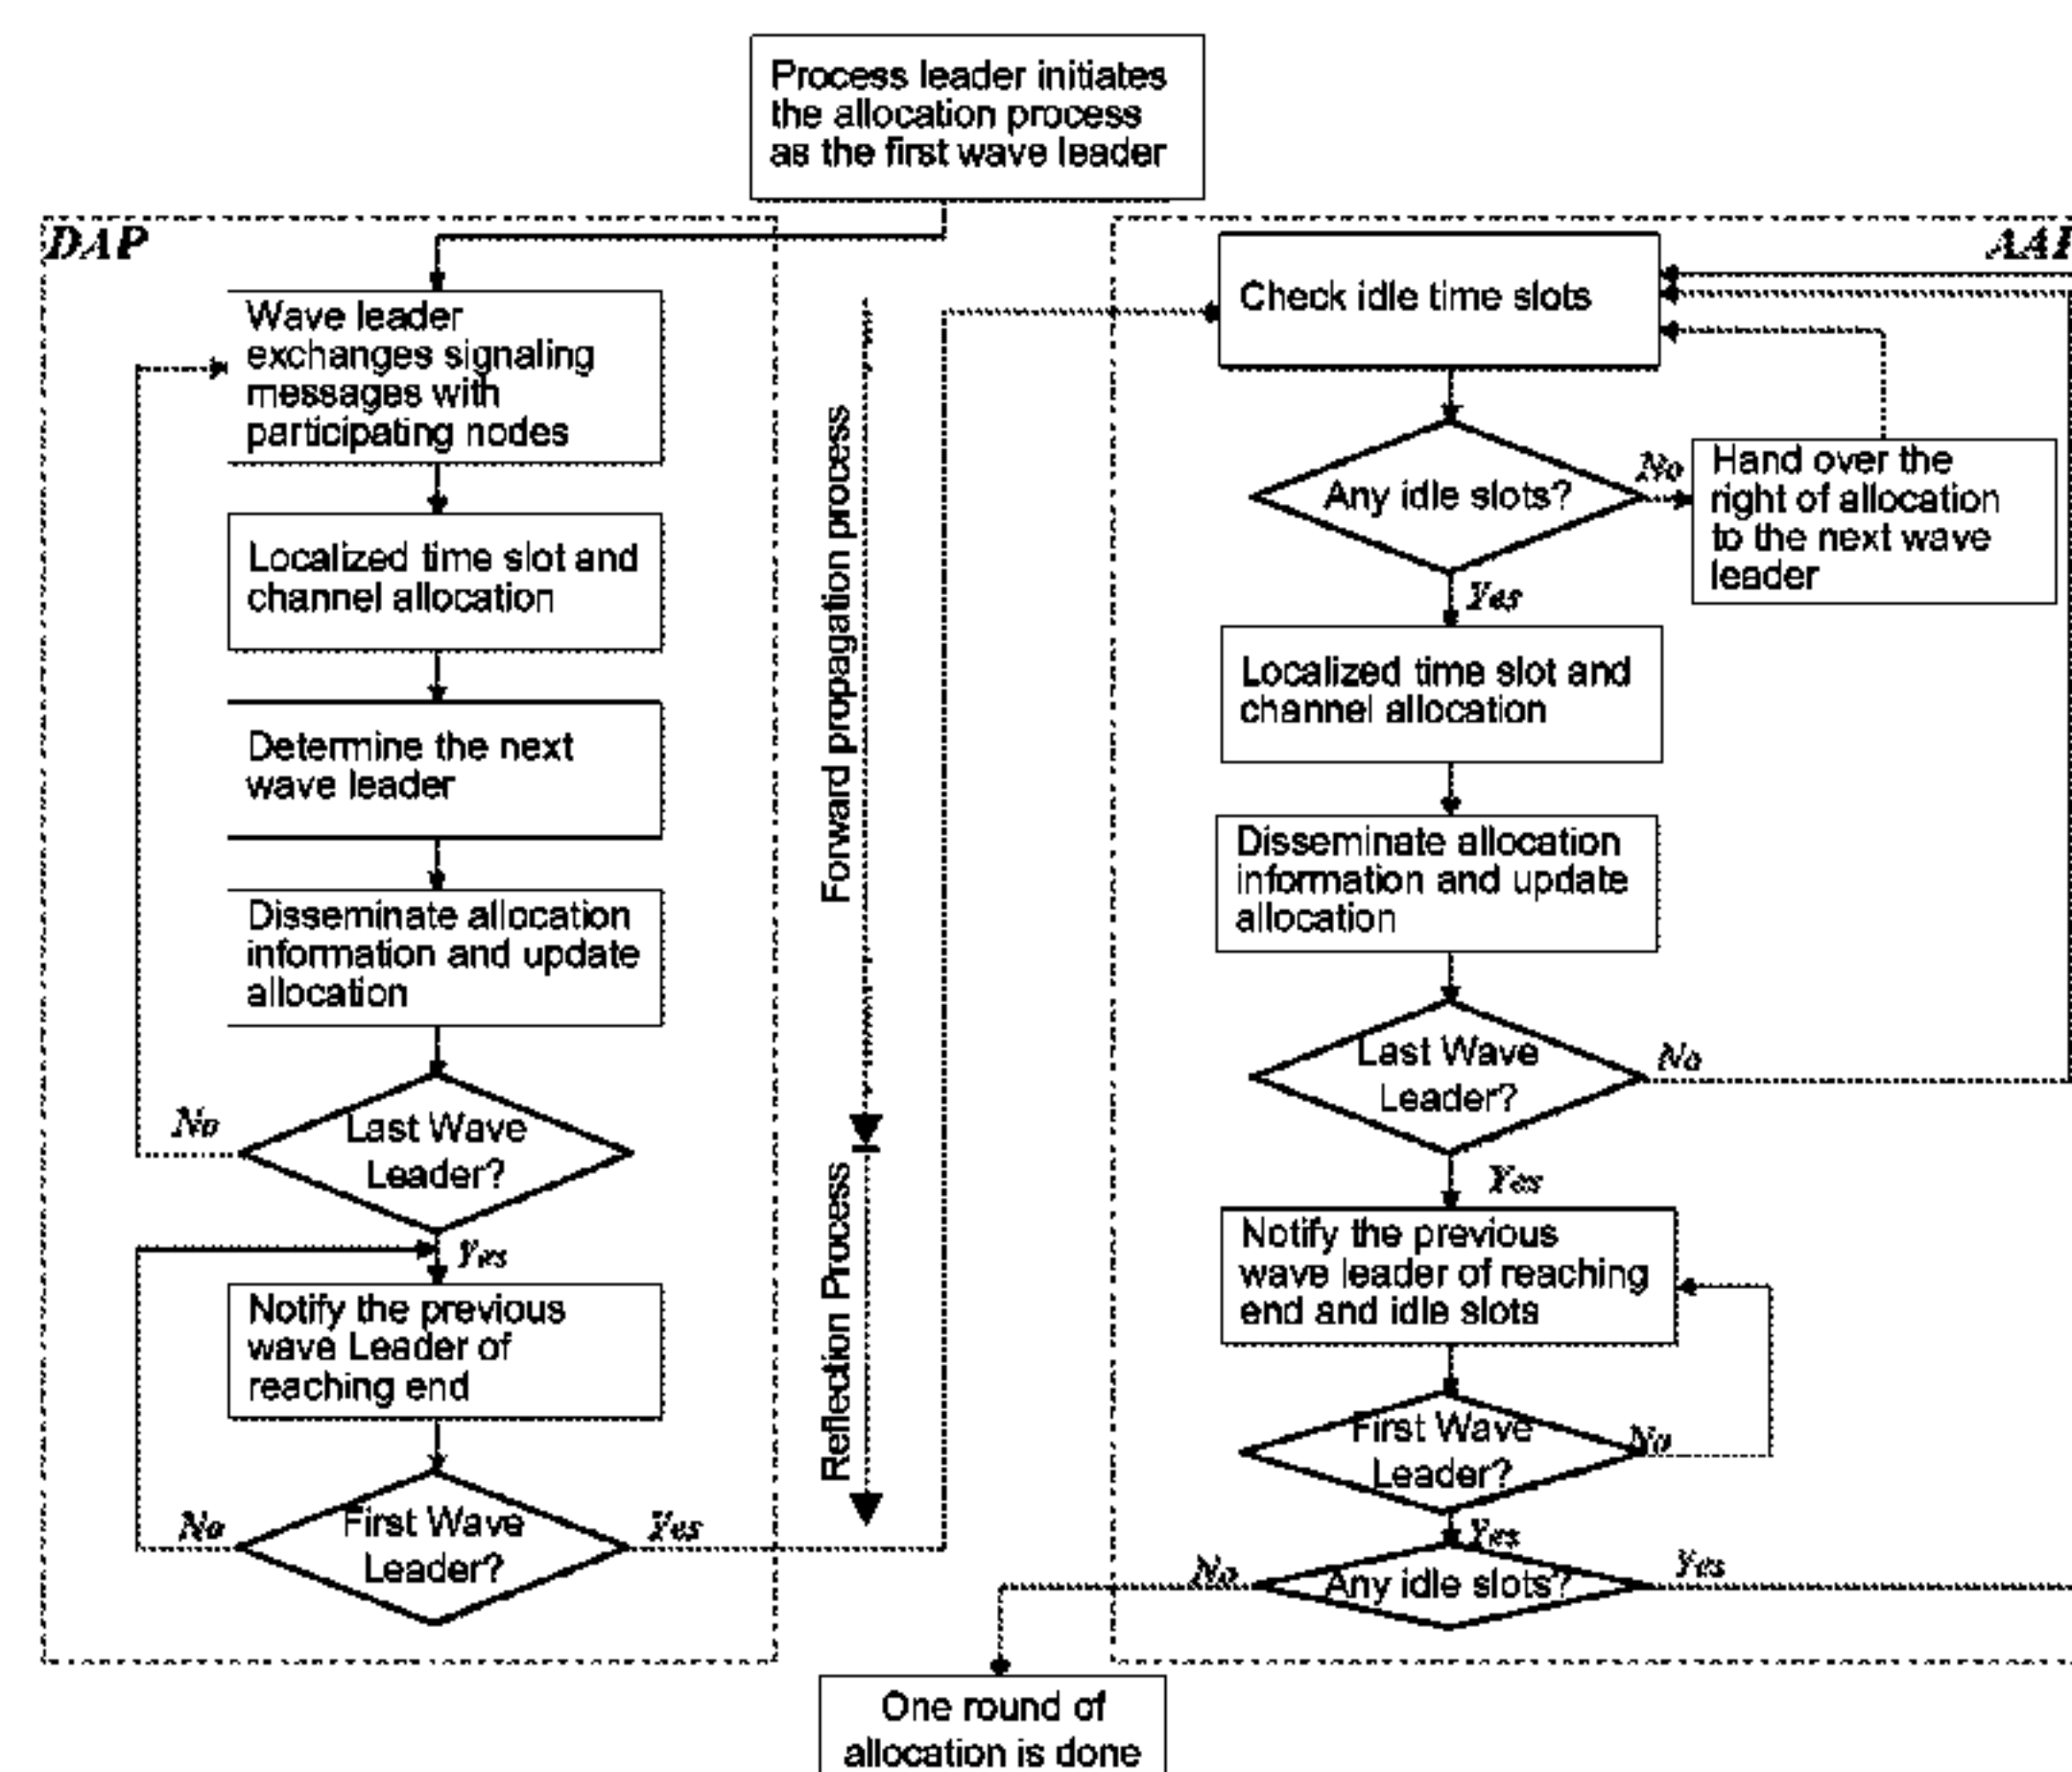 Process leader initiates
the allocation process
as the first wave leader
DAP
Wave leader
exchanges signaling
messages with
participating nodes
Localized time slot and
channel allocation
Determine the next
wave leader
Disseminate allocation
information and update
allocation
Last Wave
Leader?
No
Yes
Notify the previous
wave Leader of
reaching end
First Wave
Leader?
No
Yes
Forward propagation process
Reflection Process
Check idle time slots
Any idle slots?
No
Hand over the
right of allocation
to the next wave
leader
Yes
Localized time slot and
channel allocation
Disseminate allocation
information and update
allocation
Last Wave
Leader?
No
Yes
Notify the previous
wave leader of reaching
end and idle slots
First Wave
Leader?
No
Yes
Any idle slots?
No
Yes
One round of
allocation is done